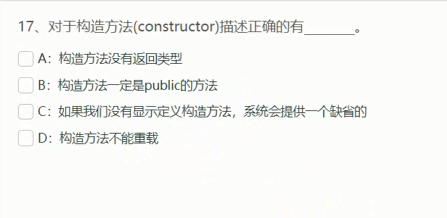 17、对于构造方法(constructor)描述正确的有_______。
A：构造方法没有返回类型
B：构造方法一定是public的方法
C：如果我们没有显示定义构造方法，系统会提供一个缺省的
D：构造方法不能重载